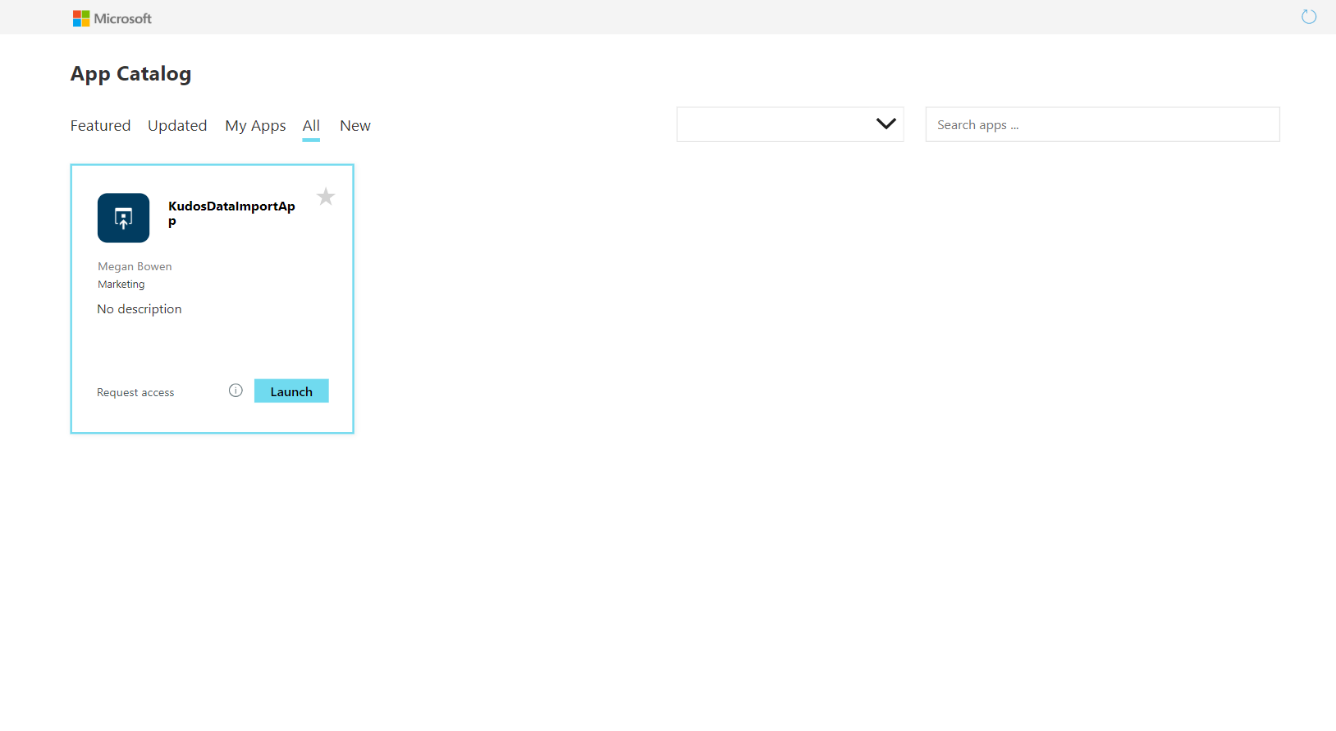 Microsoft
App Catalog
Featured Updated My Apps All New
Search apps ...
KudosDataImportAp
p
Megan Bowen
Marketing
No description
Request access
Launch